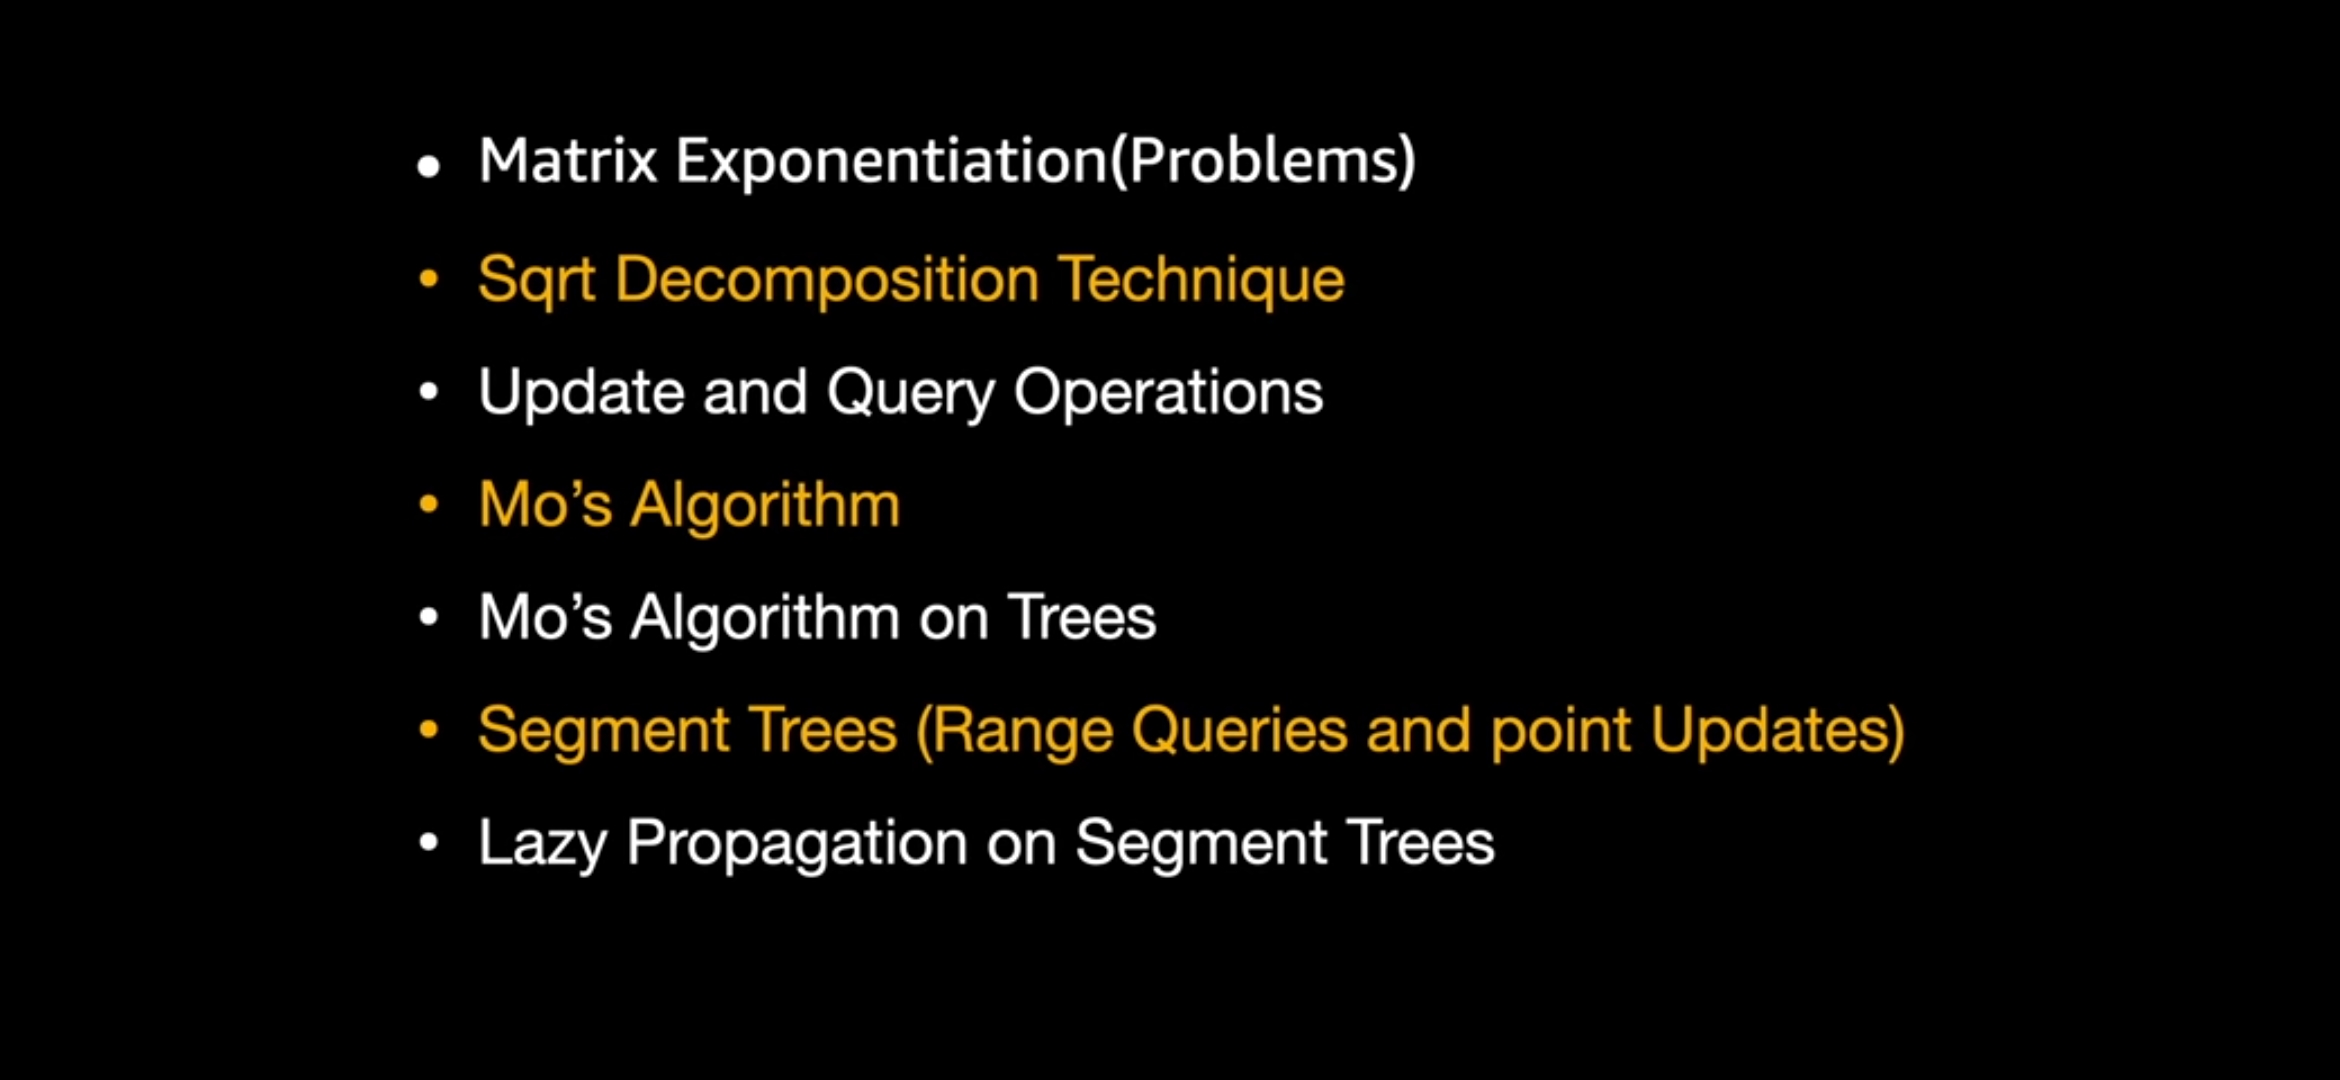 • Matrix Exponentiation(Problems)
• Sqrt Decomposition Technique
• Update and Query Operations
• Mo’s Algorithm
• Mo’s Algorithm on Trees
• Segment Trees (Range Queries and point Updates)
• Lazy Propagation on Segment Trees